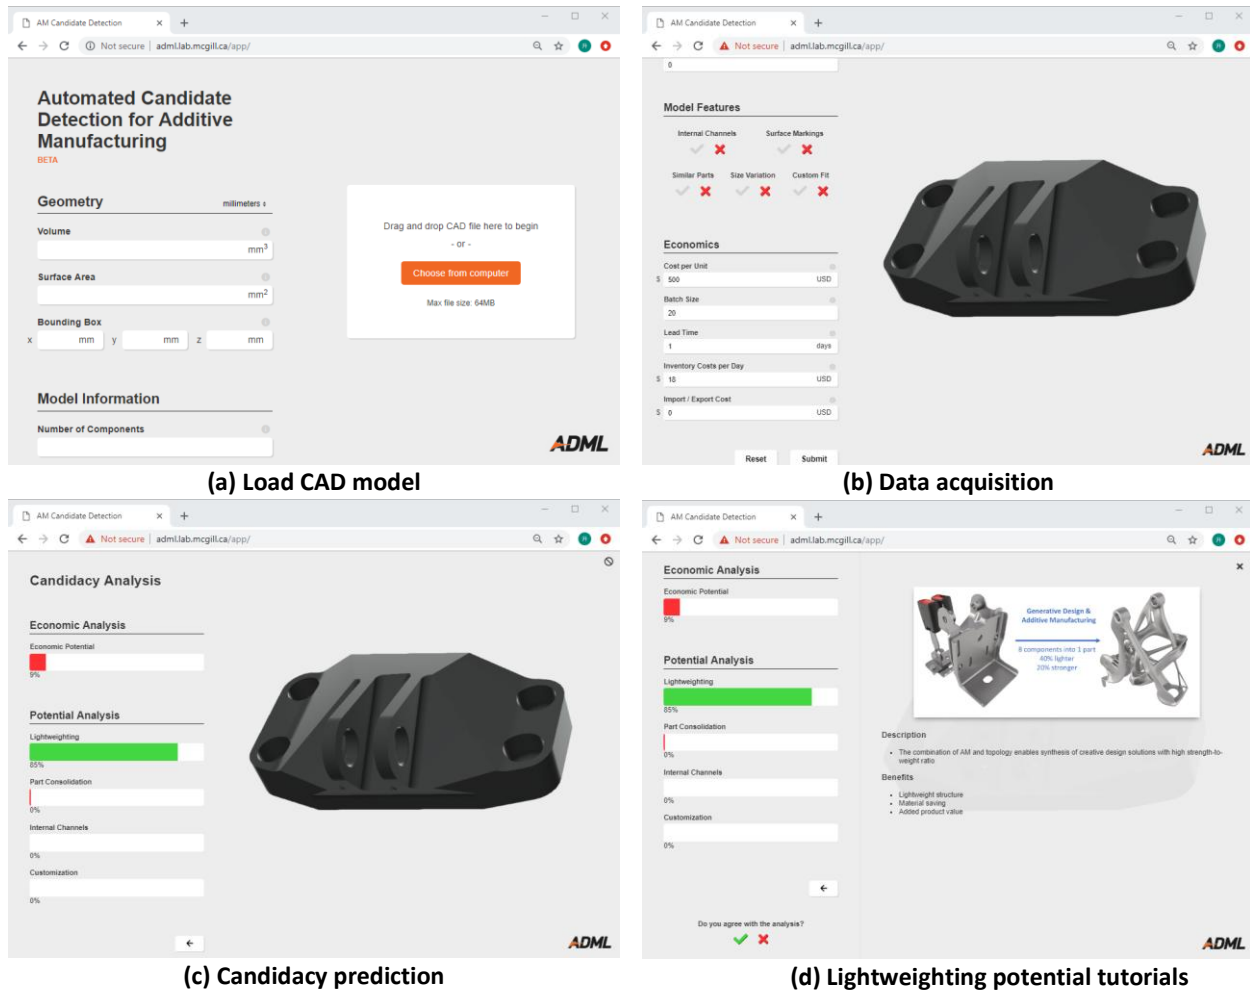 AM Candidate Detection
Not secure | adml.lab.mcgill.ca/app/
Automated Candidate
Detection for Additive
Manufacturing
BETA
Geometry
millimeters
Volume
mm³
Surface Area
mm²
Bounding Box
x mm y mm z mm
Model Information
Number of Components
Drag and drop CAD file here to begin
- or -
Choose from computer
Max file size: 64MB
ADML
(a) Load CAD model
AM Candidate Detection
Not secure | adml.lab.mcgill.ca/app/
0
Model Features
Internal Channels Surface Markings
Similar Parts Size Variation Custom Fit
Economics
Cost per Unit
$ 500 USD
Batch Size
20
Lead Time
1 days
Inventory Costs per Day
$ 18 USD
Import / Export Cost
$ 0 USD
Reset Submit
ADML
(b) Data acquisition
AM Candidate Detection
Not secure | adml.lab.mcgill.ca/app/
Candidacy Analysis
Economic Analysis
Economic Potential
9%
Potential Analysis
Lightweighting
85%
Part Consolidation
0%
Internal Channels
0%
Customization
0%
ADML
(c) Candidacy prediction
AM Candidate Detection
Not secure | adml.lab.mcgill.ca/app/
Economic Analysis
Economic Potential
9%
Potential Analysis
Lightweighting
85%
Part Consolidation
0%
Internal Channels
0%
Customization
0%
Do you agree with the analysis?
Generative Design &
Additive Manufacturing
8 components into 1 part
40% lighter
20% stronger
Description
The combination of AM and topology enables synthesis of creative design solutions with high strength-to-
weight ratio
Benefits
Lightweight structure
Material saving
Added product value
ADML
(d) Lightweighting potential tutorials